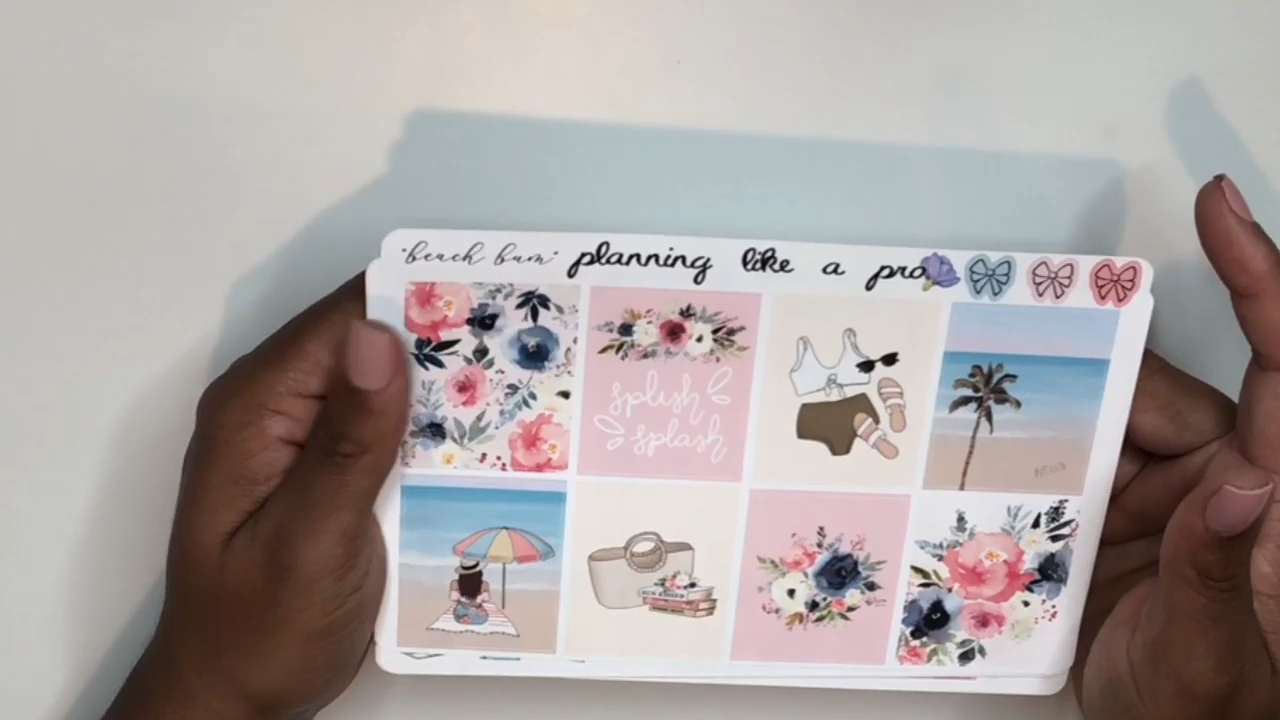 "beach bum" planning like a pro
splish
splash